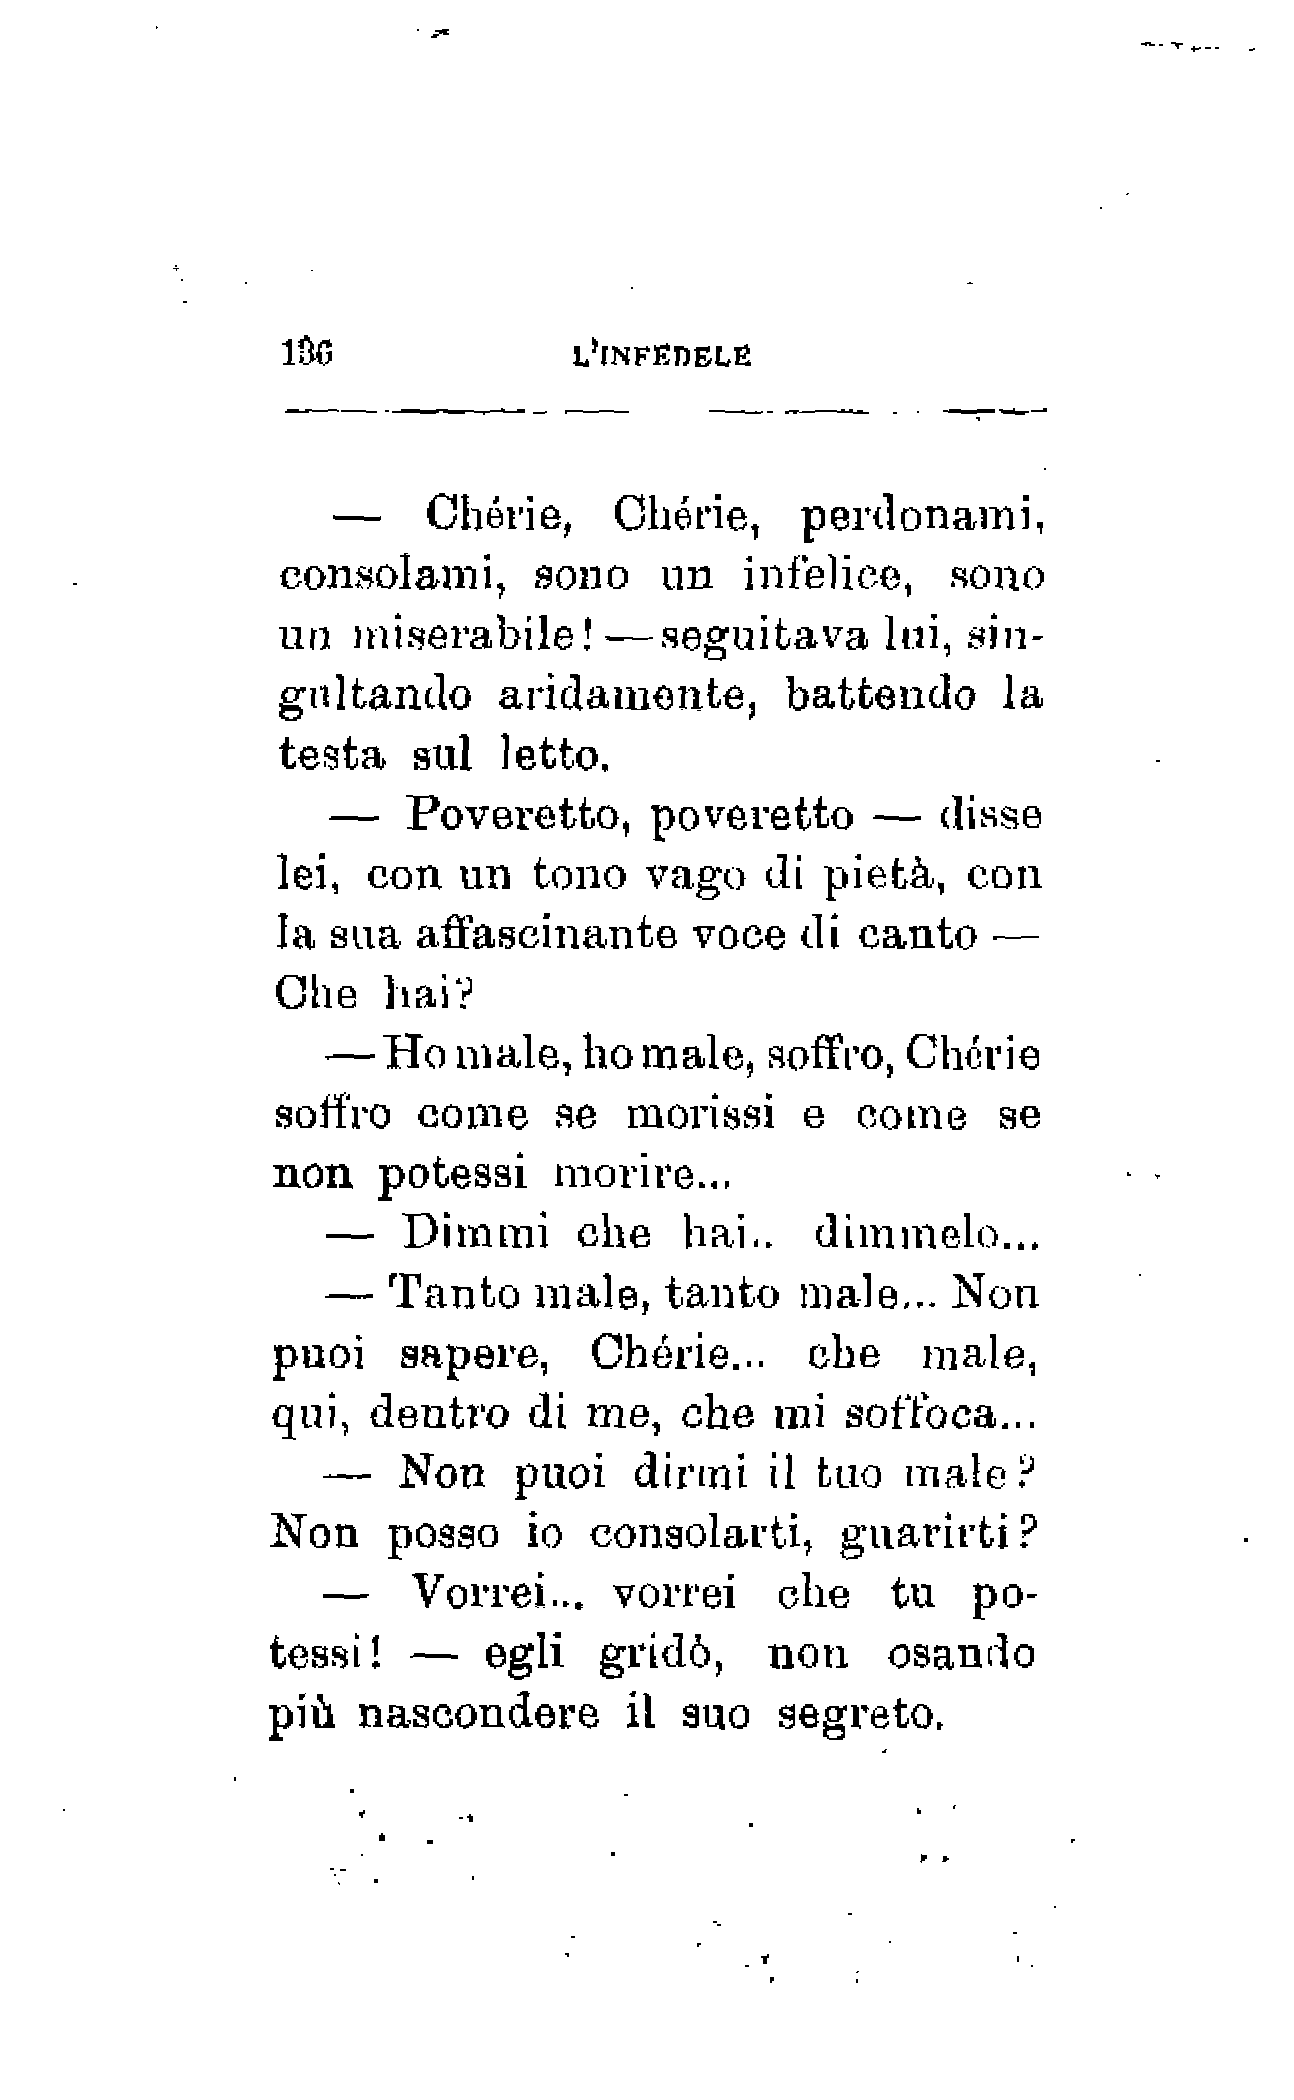 136 L'INFEDELE
— Chérie, Chérie, perdonami,
consolami, sono un infelice, sono
un miserabile! — seguitava lui, sin-
gultando aridamente, battendo la
testa sul letto.
— Poveretto, poveretto — disse
lei, con un tono vago di pietà, con
la sua affascinante voce di canto —
Che hai?
— Ho male, ho male, soffro, Chérie
soffro come se morissi e come se
non potessi morire...
— Dimmi che hai.. dimmelo...
— Tanto male, tanto male... Non
puoi sapere, Chérie... che male,
qui, dentro di me, che mi soffoca...
— Non puoi dirmi il tuo male?
Non posso io consolarti, guarirti?
— Vorrei... vorrei che tu po-
tessi! — egli gridò, non osando
più nascondere il suo segreto.